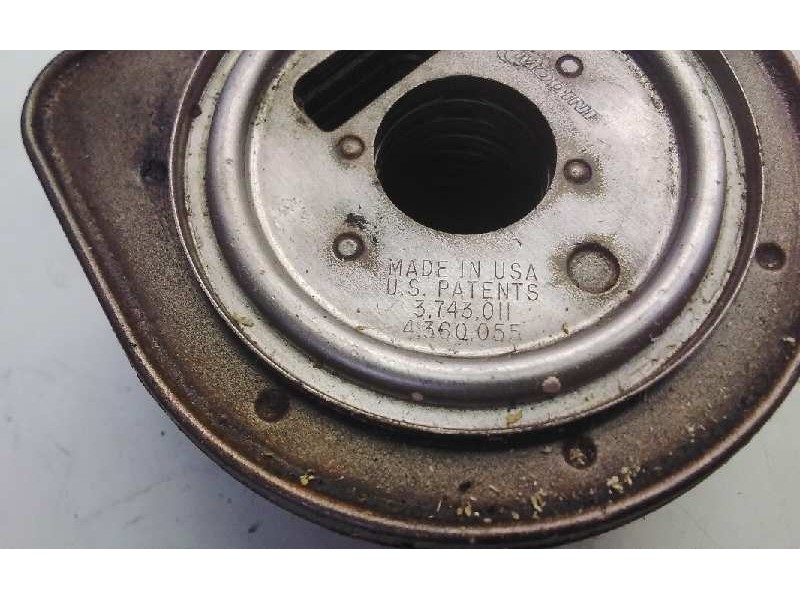 MADE IN USA
U.S. PATENTS
3,743,011
4,360,055